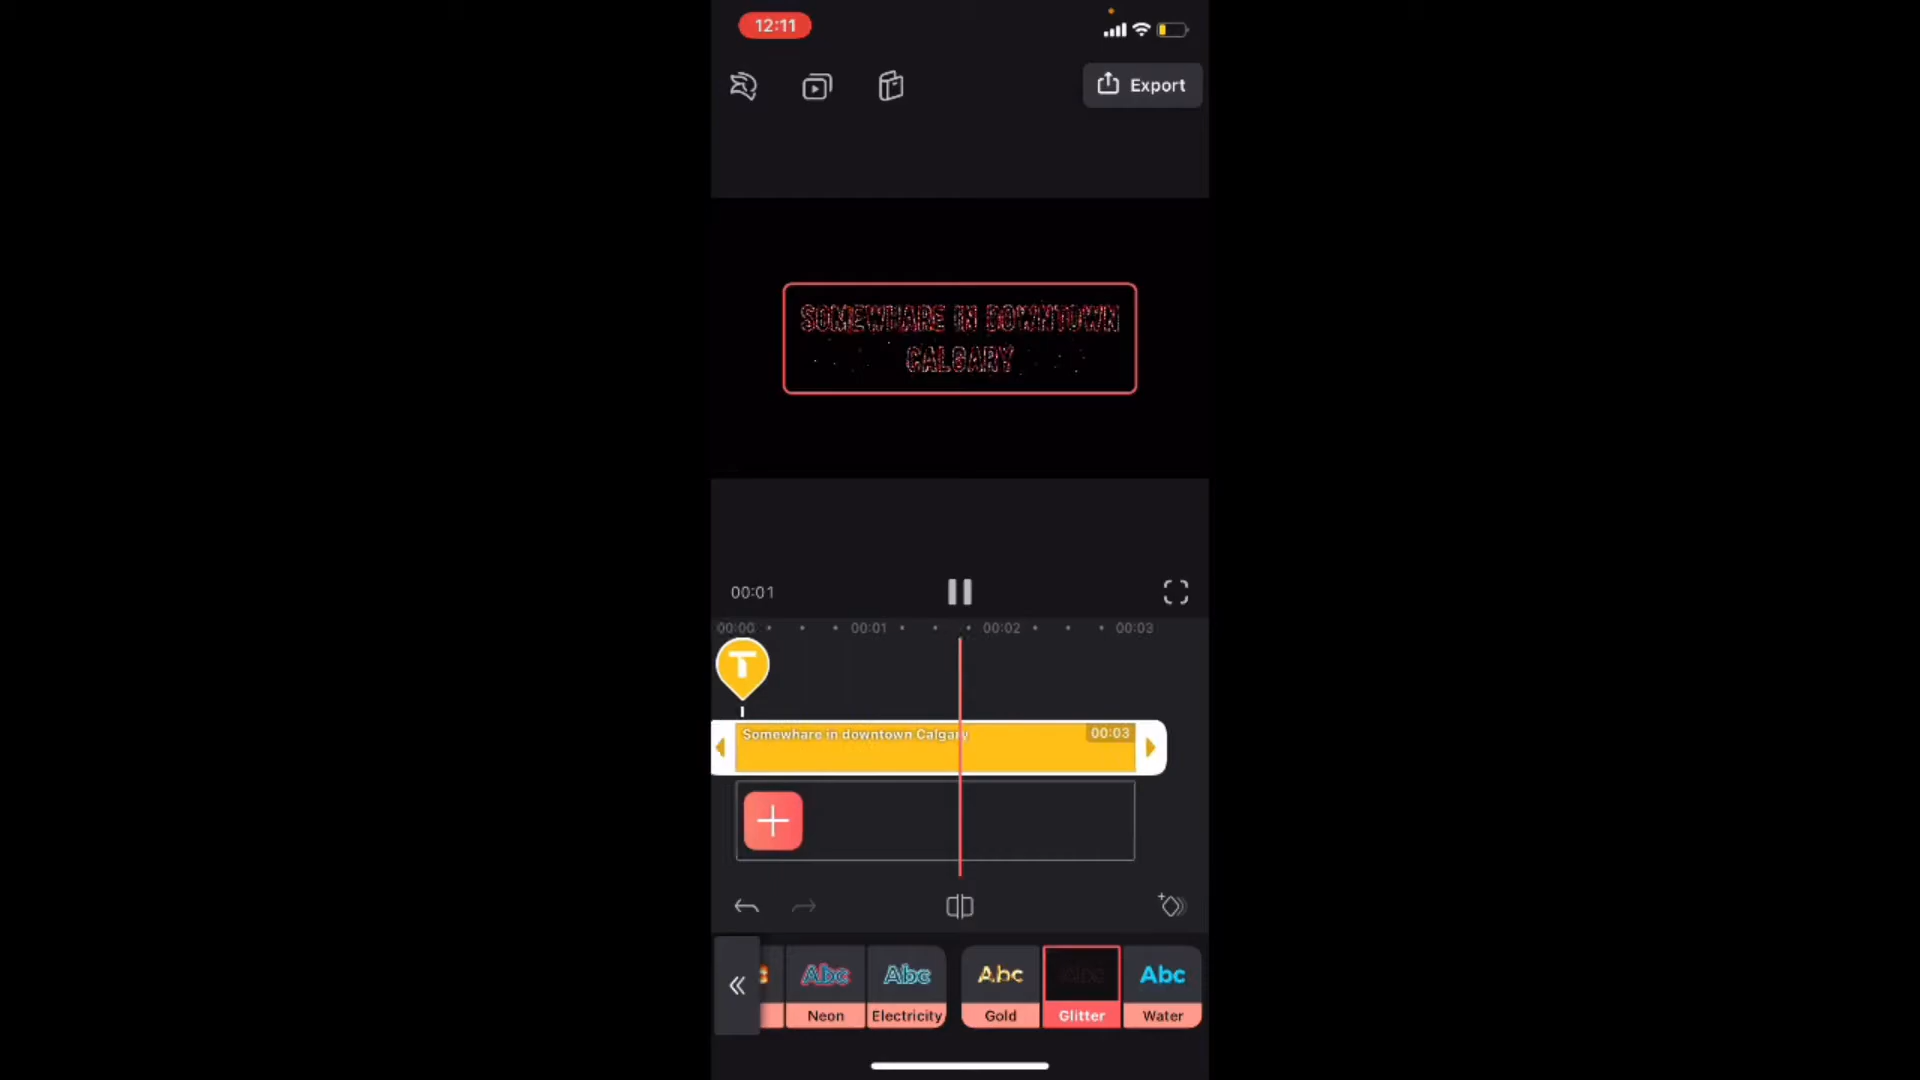 12:11
Export
SOMEWHARE IN DOWNTOWN
CALGARY
00:01
00:00
00:01
00:02
00:03
T
Somewhare in downtown Calgary
00:03
Abc
Abc
Abc
Abc
Abc
Neon
Electricity
Gold
Glitter
Water